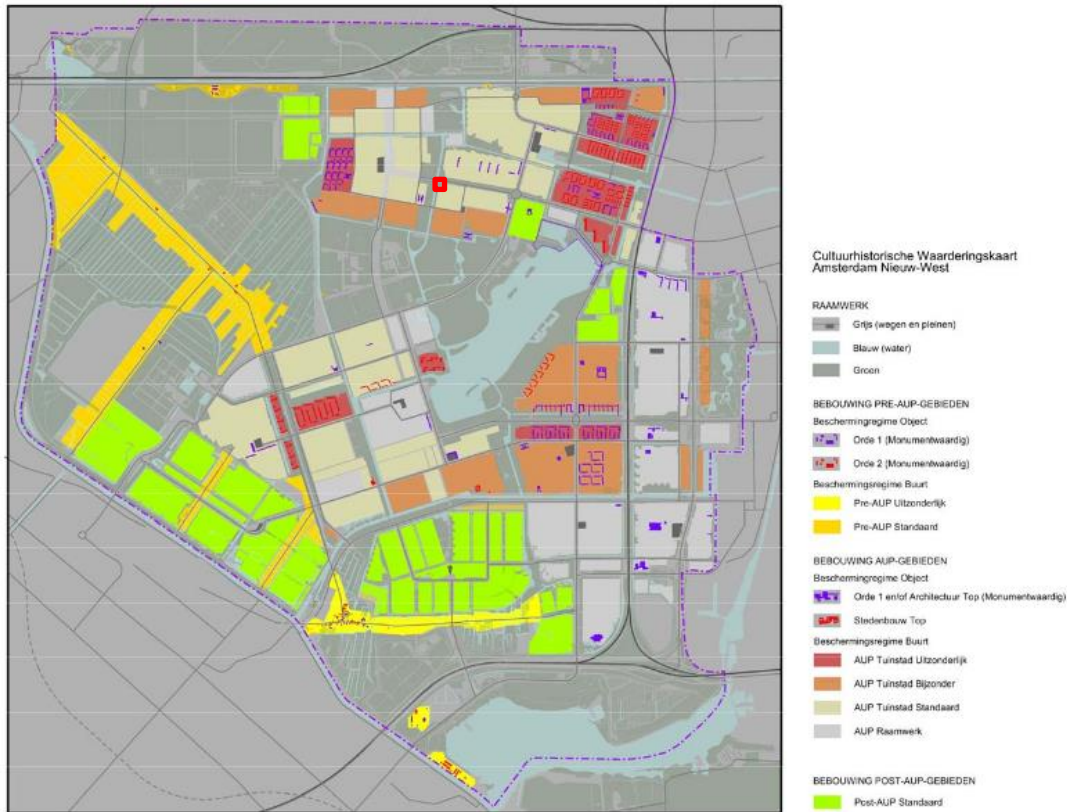 Cultuurhistorische Waarderingskaart
Amsterdam Nieuw-West
RAAMWERK
Grijs (wegen en pleinen)
Blauw (water)
Groen
BEBOUWING PRE-AUP-GEBIEDEN
Beschermingregime Object
Orde 1 (Monumentwaardig)
Orde 2 (Monumentwaardig)
Beschermingsregime Buurt
Pre-AUP Uitzonderlijk
Pre-AUP Standaard
BEBOUWING AUP-GEBIEDEN
Beschermingregime Object
Orde 1 en/of Architectuur Top (Monumentwaardig)
Stedenbouw Top
Beschermingsregime Buurt
AUP Tuinstad Uitzonderlijk
AUP Tuinstad Bijzonder
AUP Tuinstad Standaard
AUP Raamwerk
BEBOUWING POST-AUP-GEBIEDEN
Post-AUP Standaard